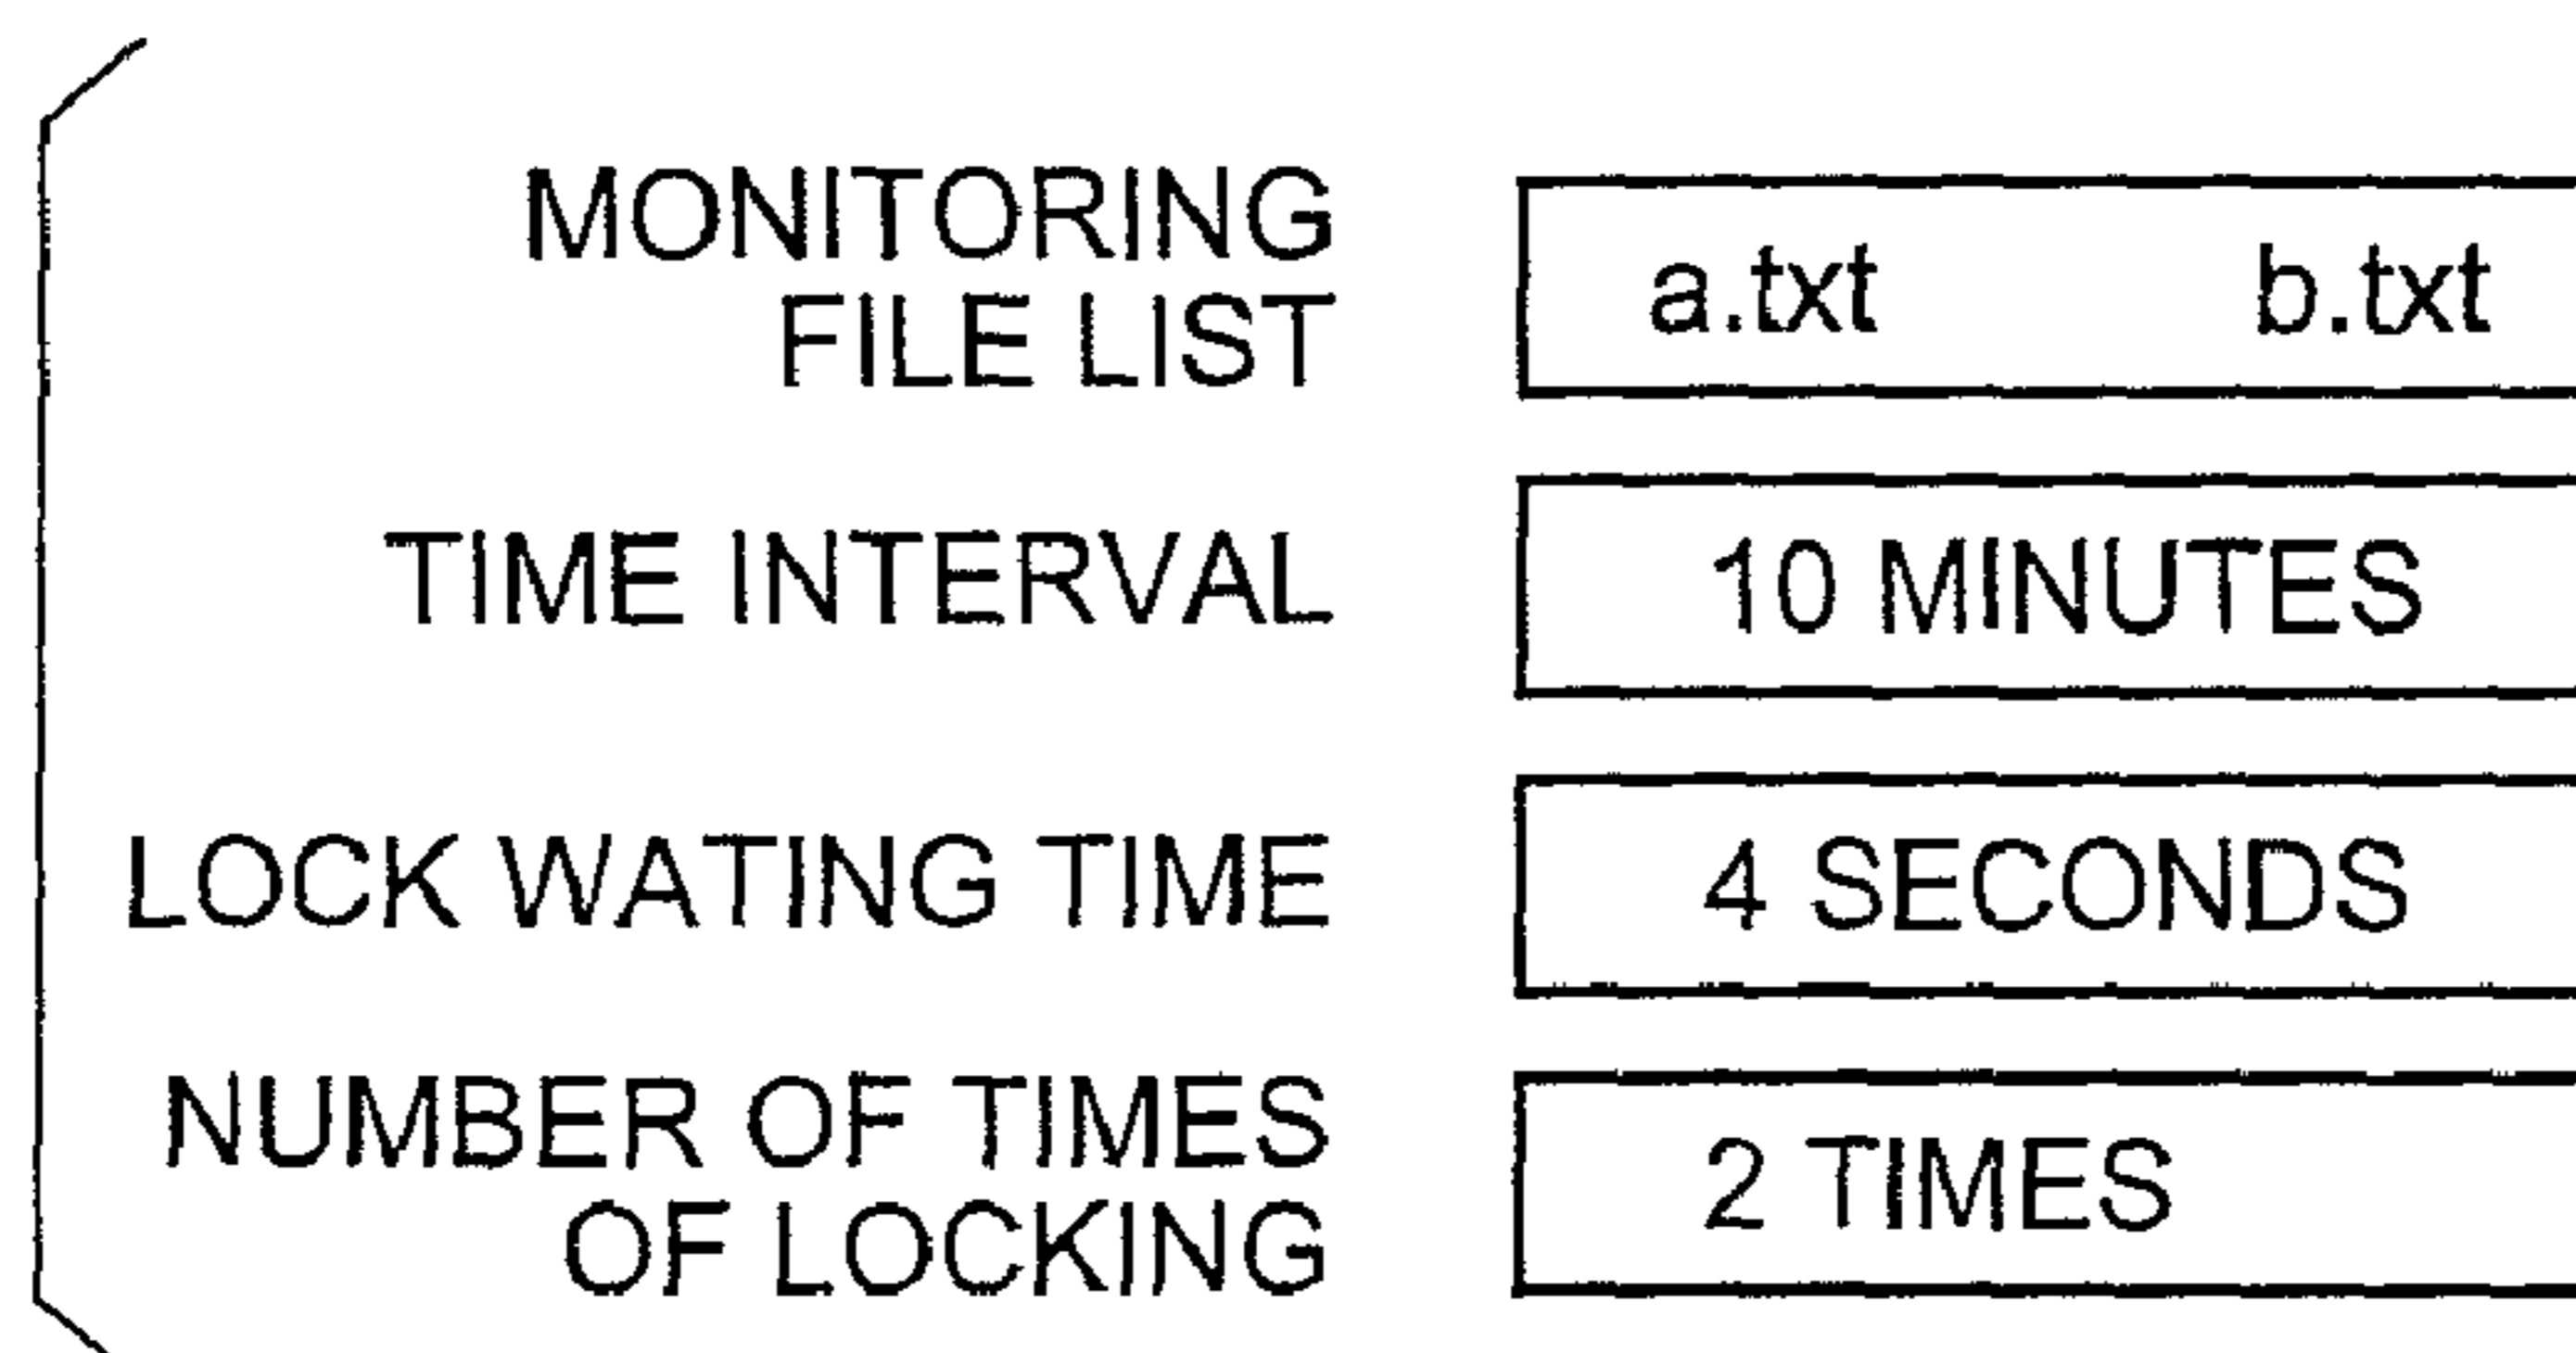 MONITORING
FILE LIST
a.txt b.txt
TIME INTERVAL
10 MINUTES
LOCK WATING TIME
4 SECONDS
NUMBER OF TIMES
OF LOCKING
2 TIMES